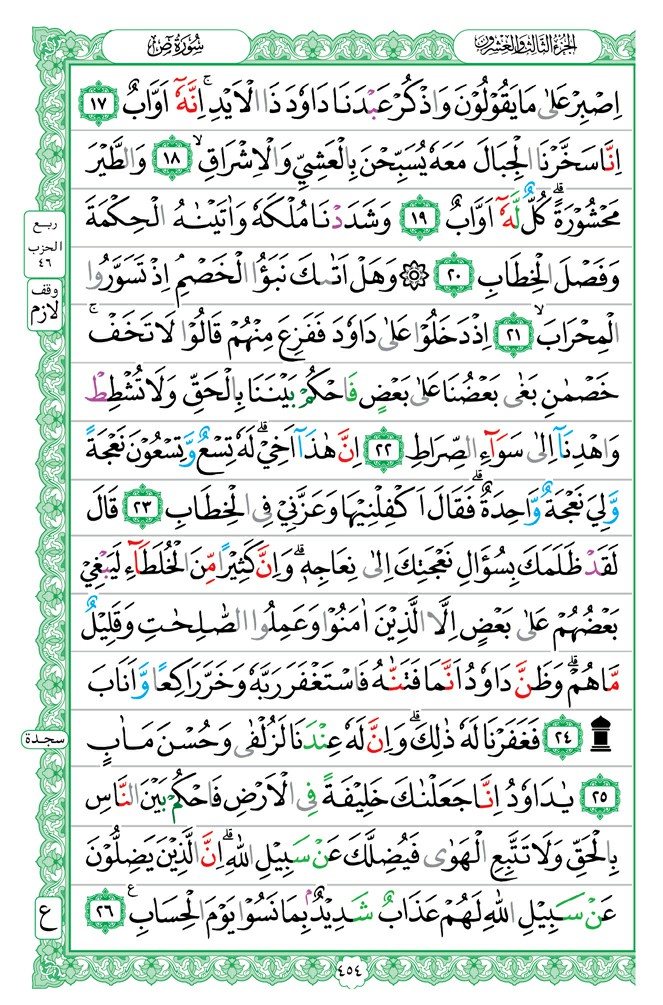 الجزء الثالث والعشرون
سورة ص
اِصْبِرْ عَلٰى مَا يَقُوْلُوْنَ وَاذْكُرْ عَبْدَنَا دَاوٗدَ ذَا الْاَيْدِ ۚ اِنَّهٗۤ اَوَّابٌ ١٧
اِنَّا سَخَّرْنَا الْجِبَالَ مَعَهٗ يُسَبِّحْنَ بِالْعَشِيِّ وَالْاِشْرَاقِ ۙ ١٨ وَالطَّيْرَ
مَحْشُوْرَةً ۗ كُلٌّ لَّهٗۤ اَوَّابٌ ١٩ وَشَدَدْنَا مُلْكَهٗ وَاٰتَيْنٰهُ الْحِكْمَةَ
وَفَصْلَ الْخِطَابِ ٢٠ ۞ وَهَلْ اَتٰىكَ نَبَؤُا الْخَصْمِ اِذْ تَسَوَّرُوا
ربع
الحزب
٤٦
وقف
لازم
الْمِحْرَابَ ۙ ٢١ اِذْ دَخَلُوْا عَلٰى دَاوٗدَ فَفَزِعَ مِنْهُمْ قَالُوْا لَا تَخَفْ ۚ
خَصْمٰنِ بَغٰى بَعْضُنَا عَلٰى بَعْضٍ فَاحْكُمْ بَيْنَنَا بِالْحَقِّ وَلَا تُشْطِطْ
وَاهْدِنَاۤ اِلٰى سَوَاۤءِ الصِّرَاطِ ٢٢ اِنَّ هٰذَاۤ اَخِيْ ۗ لَهٗ تِسْعٌ وَّتِسْعُوْنَ نَعْجَةً
وَّلِيَ نَعْجَةٌ وَّاحِدَةٌ ۗ فَقَالَ اَكْفِلْنِيْهَا وَعَزَّنِيْ فِى الْخِطَابِ ٢٣ قَالَ
لَقَدْ ظَلَمَكَ بِسُؤَالِ نَعْجَتِكَ اِلٰى نِعَاجِهٖ ۗ وَاِنَّ كَثِيْرًا مِّنَ الْخُلَطَاۤءِ لَيَبْغِيْ
بَعْضُهُمْ عَلٰى بَعْضٍ اِلَّا الَّذِيْنَ اٰمَنُوْا وَعَمِلُوا الصّٰلِحٰتِ وَقَلِيْلٌ
مَّا هُمْ ۗ وَظَنَّ دَاوٗدُ اَنَّمَا فَتَنّٰهُ فَاسْتَغْفَرَ رَبَّهٗ وَخَرَّ رَاكِعًا وَّاَنَابَ
سجدة
٢٤ فَغَفَرْنَا لَهٗ ذٰلِكَ ۗ وَاِنَّ لَهٗ عِنْدَنَا لَزُلْفٰى وَحُسْنَ مَاٰبٍ
٢٥ يٰدَاوٗدُ اِنَّا جَعَلْنٰكَ خَلِيْفَةً فِى الْاَرْضِ فَاحْكُمْ بَيْنَ النَّاسِ
بِالْحَقِّ وَلَا تَتَّبِعِ الْهَوٰى فَيُضِلَّكَ عَنْ سَبِيْلِ اللّٰهِ ۗ اِنَّ الَّذِيْنَ يَضِلُّوْنَ
عَنْ سَبِيْلِ اللّٰهِ لَهُمْ عَذَابٌ شَدِيْدٌۢ بِمَا نَسُوْا يَوْمَ الْحِسَابِ ࣖ ٢٦
ع
٤٥٤